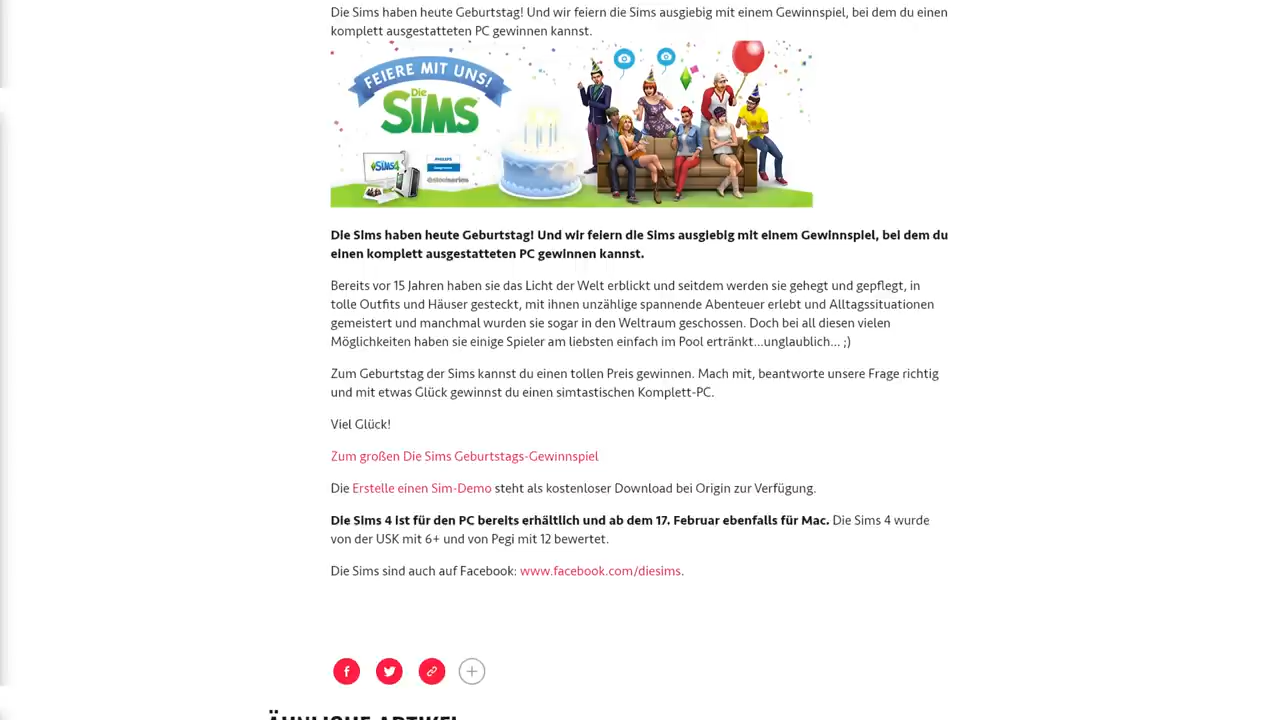 Die Sims haben heute Geburtstag! Und wir feiern die Sims ausgiebig mit einem Gewinnspiel, bei dem du einen
komplett ausgestatteten PC gewinnen kannst.
FEIERE MIT UNS!
Die
SIMS
SIMS4
PHILIPS
steelseries
Die Sims haben heute Geburtstag! Und wir feiern die Sims ausgiebig mit einem Gewinnspiel, bei dem du
einen komplett ausgestatteten PC gewinnen kannst.
Bereits vor 15 Jahren haben sie das Licht der Welt erblickt und seitdem werden sie gehegt und gepflegt, in
tolle Outfits und Häuser gesteckt, mit ihnen unzählige spannende Abenteuer erlebt und Alltagssituationen
gemeistert und manchmal wurden sie sogar in den Weltraum geschossen. Doch bei all diesen vielen
Möglichkeiten haben sie einige Spieler am liebsten einfach im Pool ertränkt...unglaublich... ;)
Zum Geburtstag der Sims kannst du einen tollen Preis gewinnen. Mach mit, beantworte unsere Frage richtig
und mit etwas Glück gewinnst du einen simtastischen Komplett-PC.
Viel Glück!
Zum großen Die Sims Geburtstags-Gewinnspiel
Die Erstelle einen Sim-Demo steht als kostenloser Download bei Origin zur Verfügung.
Die Sims 4 ist für den PC bereits erhältlich und ab dem 17. Februar ebenfalls für Mac. Die Sims 4 wurde
von der USK mit 6+ und von Pegi mit 12 bewertet.
Die Sims sind auch auf Facebook: www.facebook.com/diesims.
ÄHNLICHE ARTIKEL